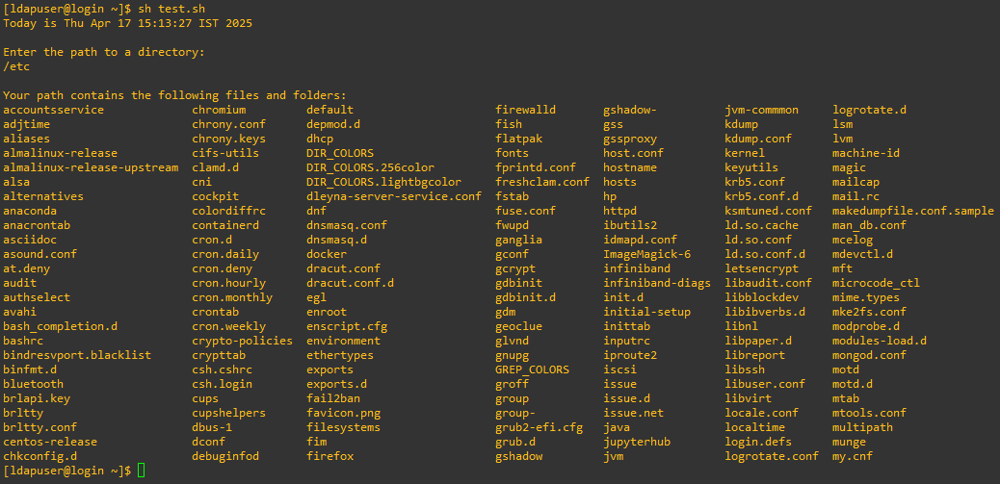 [ldapuser@login ~]$ sh test.sh
Today is Thu Apr 17 15:13:27 IST 2025
Enter the path to a directory:
/etc
Your path contains the following files and folders:
accountsservice chromium default firewalld gshadow- jvm-commmon logrotate.d
adjtime chrony.conf depmod.d fish gss kdump lsm
aliases chrony.keys dhcp flatpak gssproxy kdump.conf lvm
almalinux-release cifs-utils DIR_COLORS fonts host.conf kernel machine-id
almalinux-release-upstream clamd.d DIR_COLORS.256color fprintd.conf hostname keyutils magic
alsa cni DIR_COLORS.lightbgcolor freshclam.conf hosts krb5.conf mailcap
alternatives cockpit dleyna-server-service.conf fstab hp krb5.conf.d mail.rc
anaconda colordiffrc dnf fuse.conf httpd ksmtuned.conf makedumpfile.conf.sample
anacrontab containerd dnsmasq.conf fwupd ibutils2 ld.so.cache man_db.conf
asciidoc cron.d dnsmasq.d ganglia idmapd.conf ld.so.conf mcelog
asound.conf cron.daily docker gconf ImageMagick-6 ld.so.conf.d mdevctl.d
at.deny cron.deny dracut.conf gcrypt infiniband letsencrypt mft
audit cron.hourly dracut.conf.d gdbinit infiniband-diags libaudit.conf microcode_ctl
authselect cron.monthly egl gdbinit.d init.d libblockdev mime.types
avahi crontab enroot gdm initial-setup libibverbs.d mke2fs.conf
bash_completion.d cron.weekly enscript.cfg geoclue inittab libnl modprobe.d
bashrc crypto-policies environment glvnd inputrc libpaper.d modules-load.d
bindresvport.blacklist crypttab ethertypes gnupg iproute2 libreport mongod.conf
binfmt.d csh.cshrc exports GREP_COLORS iscsi libssh motd
bluetooth csh.login exports.d groff issue libuser.conf motd.d
brlapi.key cups fail2ban group issue.d libvirt mtab
brltty cupshelpers favicon.png group- issue.net locale.conf mtools.conf
brltty.conf dbus-1 filesystems grub2-efi.cfg java localtime multipath
centos-release dconf fim grub.d jupyterhub login.defs munge
chkconfig.d debuginfod firefox gshadow jvm logrotate.conf my.cnf
[ldapuser@login ~]$